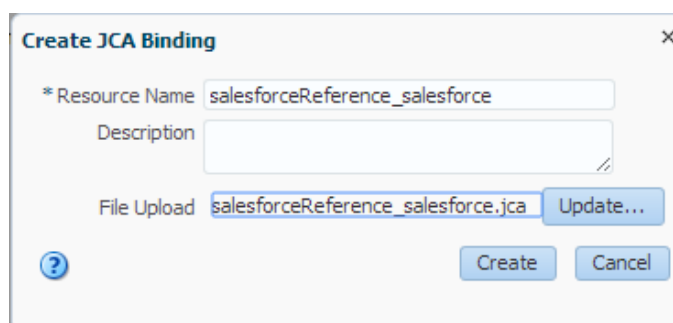 Create JCA Binding
* Resource Name salesforceReference_salesforce
Description
File Upload salesforceReference_salesforce.jca Update...
? Create Cancel